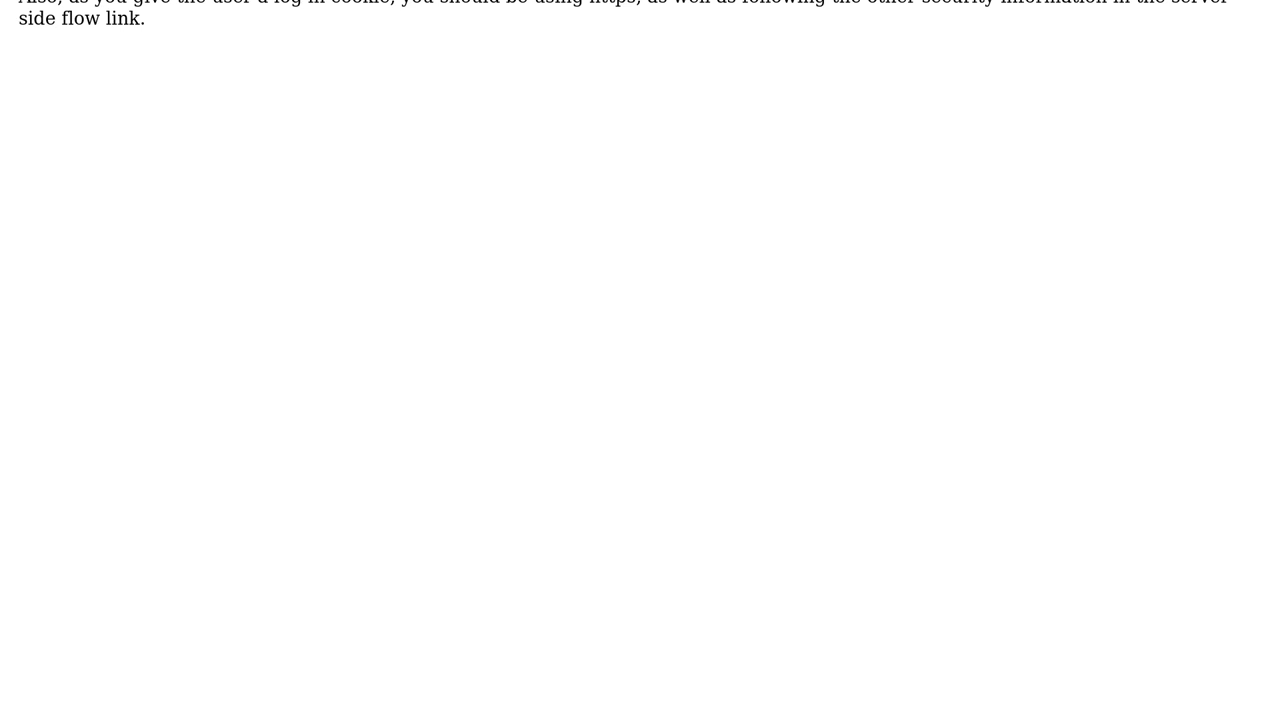 Also, as you give the user a log in cookie, you should be using https, as well as following the other security information in the server
side flow link.